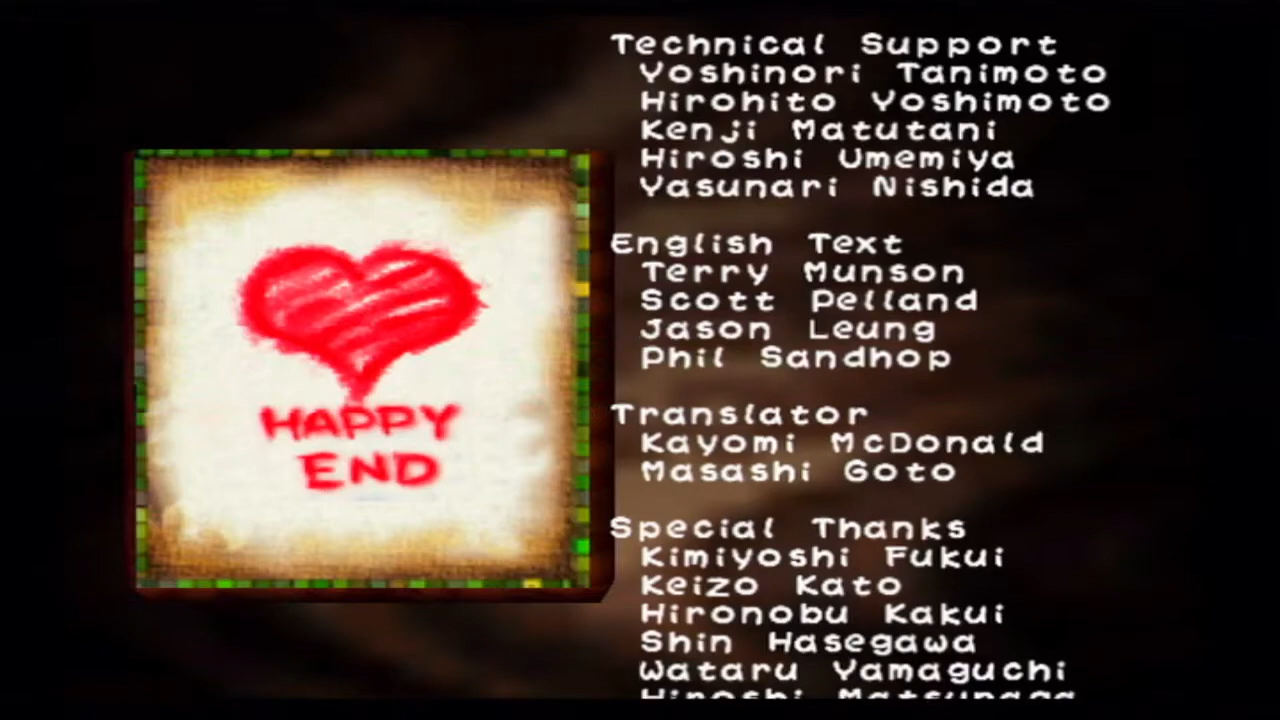 HAPPY
END
Technical Support
Yoshinori Tanimoto
Hirohito Yoshimoto
Kenji Matutani
Hiroshi Umemiya
Yasunari Nishida
English Text
Terry Munson
Scott Pelland
Jason Leung
Phil Sandhop
Translator
Kayomi McDonald
Masashi Goto
Special Thanks
Kimiyoshi Fukui
Keizo Kato
Hironobu Kakui
Shin Hasegawa
Wataru Yamaguchi
Hiroshi Matsunaga